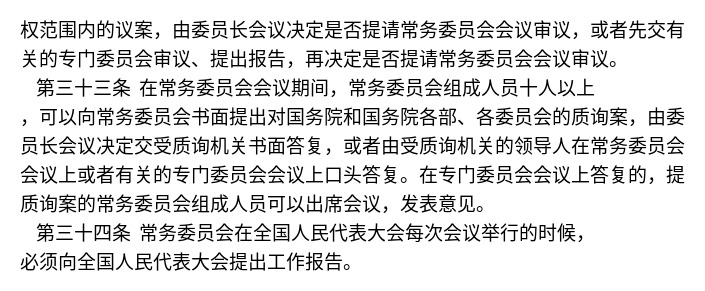 权范围内的议案，由委员长会议决定是否提请常务委员会会议审议，或者先交有
关的专门委员会审议、提出报告，再决定是否提请常务委员会会议审议。
第三十三条 在常务委员会会议期间，常务委员会组成人员十人以上
，可以向常务委员会书面提出对国务院和国务院各部、各委员会的质询案，由委
员长会议决定交受质询机关书面答复，或者由受质询机关的领导人在常务委员会
会议上或者有关的专门委员会会议上口头答复。在专门委员会会议上答复的，提
质询案的常务委员会组成人员可以出席会议，发表意见。
第三十四条 常务委员会在全国人民代表大会每次会议举行的时候，
必须向全国人民代表大会提出工作报告。